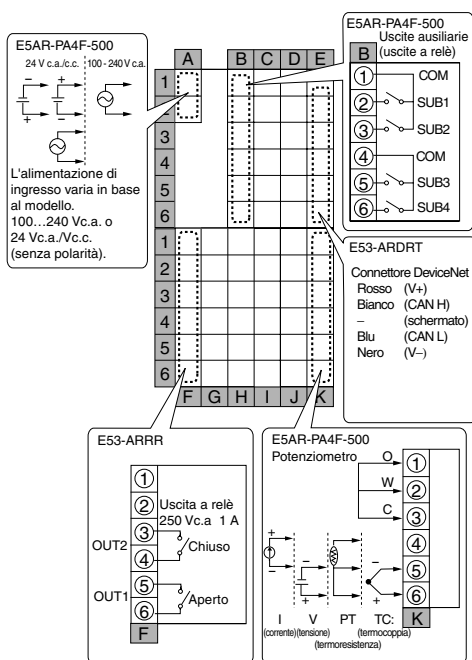 E5AR-PA4F-500
24 V c.a./c.c. 100 - 240 V c.a.
– + 
+ –
L'alimentazione di
ingresso varia in base
al modello.
100…240 Vc.a. o
24 Vc.a./Vc.c.
(senza polarità).
A B C D E
1
2
3
4
5
6
1
2
3
4
5
6
F G H I J K
E5AR-PA4F-500
Uscite ausiliarie
(uscite a relè)
B
1 COM
2 SUB1
3 SUB2
4 COM
5 SUB3
6 SUB4
E53-ARDRT
Connettore DeviceNet
Rosso (V+)
Bianco (CAN H)
– (schermato)
Blu (CAN L)
Nero (V–)
E53-ARRR
1
2 Uscita a relè
250 Vc.a 1 A
3
OUT2 Chiuso
4
5
OUT1 Aperto
6
F
E5AR-PA4F-500
Potenziometro
O 1
W 2
C 3
4
5
6
+ – – +
– +
I V PT TC:
(corrente) (tensione) (termocoppia)
(termoresistenza)
K